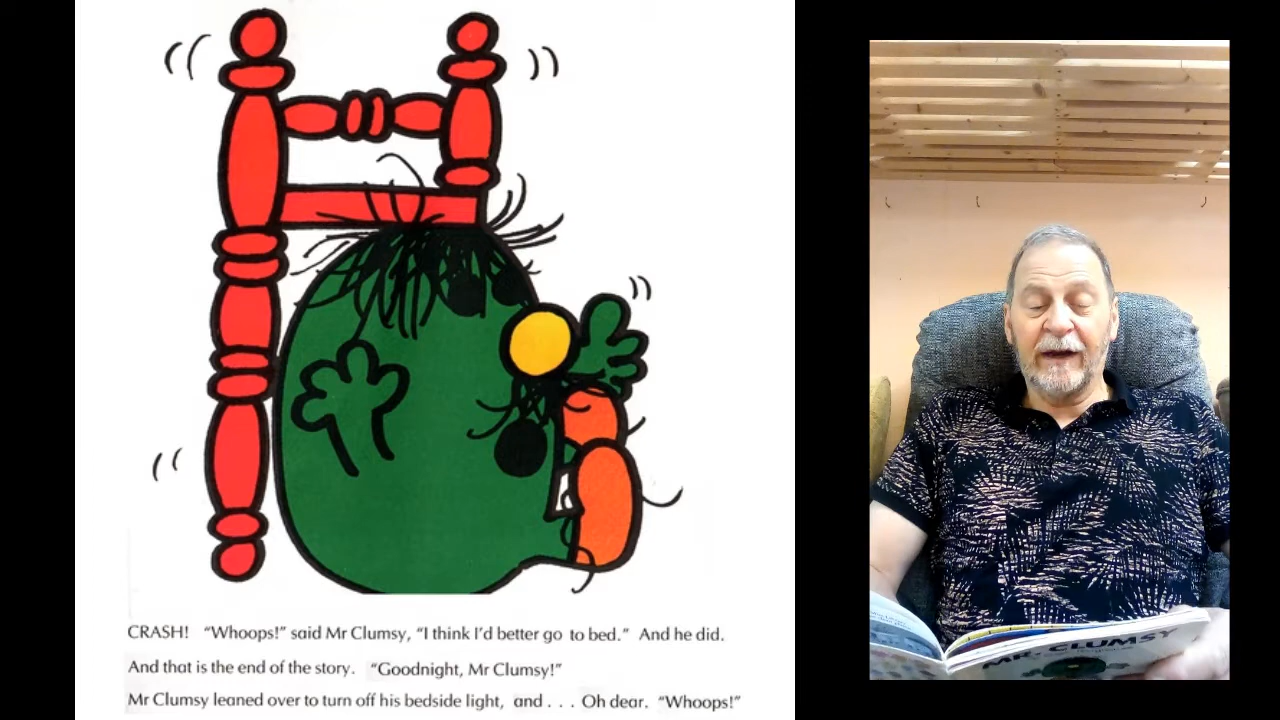 CRASH! “Whoops!” said Mr Clumsy, “I think I’d better go to bed.” And he did.
And that is the end of the story. “Goodnight, Mr Clumsy!”
Mr Clumsy leaned over to turn off his bedside light, and . . . Oh dear. “Whoops!”
MR. CLUMSY